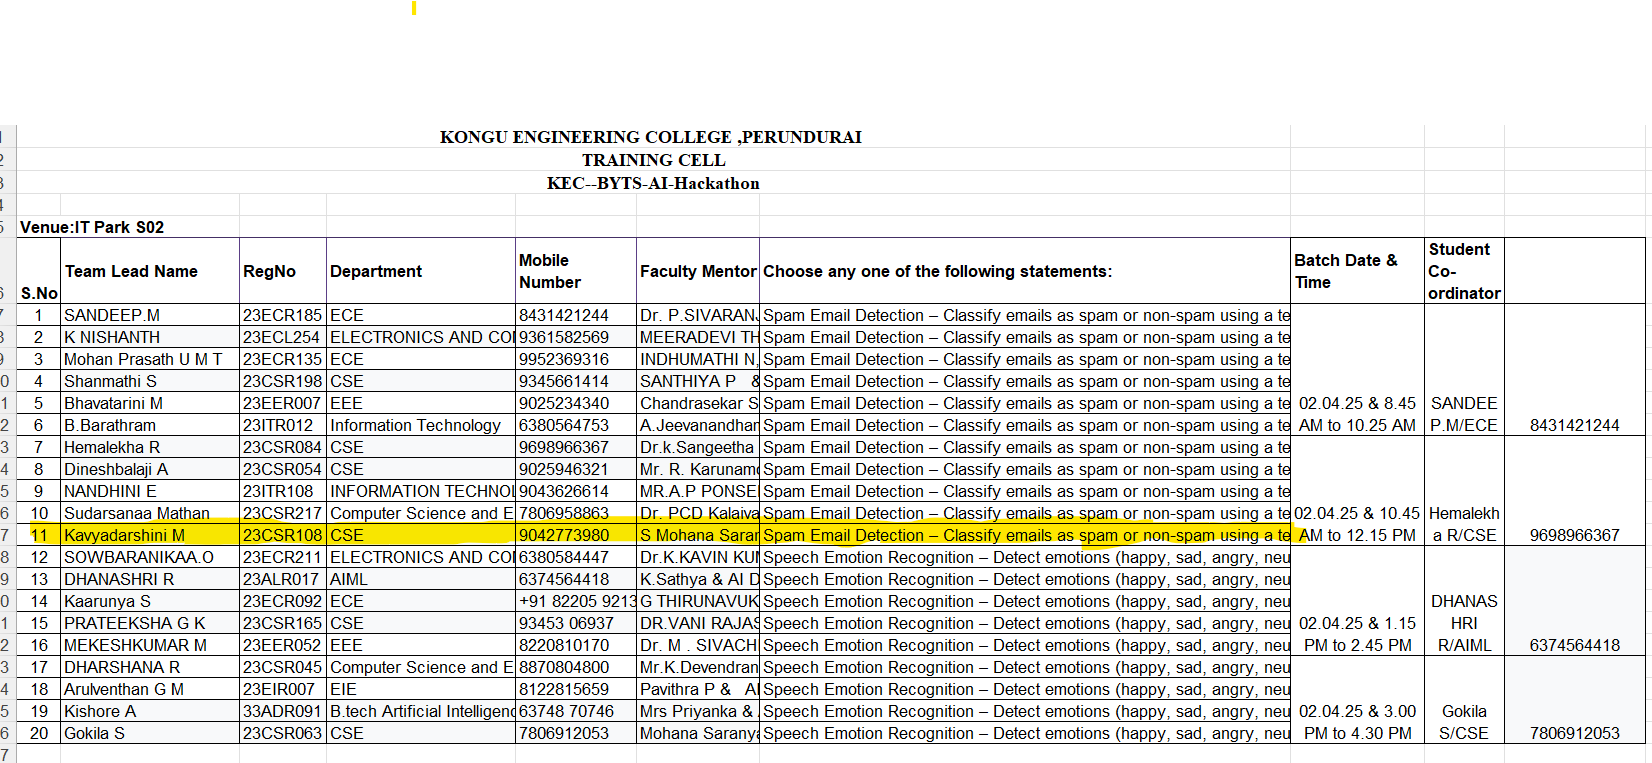 KONGU ENGINEERING COLLEGE ,PERUNDURAI
TRAINING CELL
KEC--BYTS-AI-Hackathon
Venue:IT Park S02
S.No Team Lead Name RegNo Department Mobile Number Faculty Mentor Choose any one of the following statements: Batch Date & Time Student Co-ordinator
1 SANDEEP.M 23ECR185 ECE 8431421244 Dr. P.SIVARAN Spam Email Detection – Classify emails as spam or non-spam using a te
2 K NISHANTH 23ECL254 ELECTRONICS AND CO 9361582569 MEERADEVI TH Spam Email Detection – Classify emails as spam or non-spam using a te
3 Mohan Prasath U M T 23ECR135 ECE 9952369316 INDHUMATHI N, Spam Email Detection – Classify emails as spam or non-spam using a te
4 Shanmathi S 23CSR198 CSE 9345661414 SANTHIYA P & Spam Email Detection – Classify emails as spam or non-spam using a te
5 Bhavatarini M 23EER007 EEE 9025234340 Chandrasekar S Spam Email Detection – Classify emails as spam or non-spam using a te 02.04.25 & 8.45 SANDEE
6 B.Barathram 23ITR012 Information Technology 6380564753 A.Jeevanandhan Spam Email Detection – Classify emails as spam or non-spam using a te AM to 10.25 AM P.M/ECE 8431421244
7 Hemalekha R 23CSR084 CSE 9698966367 Dr.k.Sangeetha Spam Email Detection – Classify emails as spam or non-spam using a te
8 Dineshbalaji A 23CSR054 CSE 9025946321 Mr. R. Karunam Spam Email Detection – Classify emails as spam or non-spam using a te
9 NANDHINI E 23ITR108 INFORMATION TECHNOL 9043626614 MR.A.P PONSE Spam Email Detection – Classify emails as spam or non-spam using a te
10 Sudarsanaa Mathan 23CSR217 Computer Science and E 7806958863 Dr. PCD Kalaiva Spam Email Detection – Classify emails as spam or non-spam using a te 02.04.25 & 10.45 Hemalekh
11 Kavyadarshini M 23CSR108 CSE 9042773980 S Mohana Saran Spam Email Detection – Classify emails as spam or non-spam using a te AM to 12.15 PM a R/CSE 9698966367
12 SOWBARANIKAA.O 23ECR211 ELECTRONICS AND CO 6380584447 Dr.K.KAVIN KU Speech Emotion Recognition – Detect emotions (happy, sad, angry, neu
13 DHANASHRI R 23ALR017 AIML 6374564418 K.Sathya & AI D Speech Emotion Recognition – Detect emotions (happy, sad, angry, neu
14 Kaarunya S 23ECR092 ECE +91 82205 9213 G THIRUNAVUK Speech Emotion Recognition – Detect emotions (happy, sad, angry, neu DHANAS
15 PRATEEKSHA G K 23CSR165 CSE 93453 06937 DR.VANI RAJAS Speech Emotion Recognition – Detect emotions (happy, sad, angry, neu 02.04.25 & 1.15 HRI
16 MEKESHKUMAR M 23EER052 EEE 8220810170 Dr. M . SIVACH Speech Emotion Recognition – Detect emotions (happy, sad, angry, neu PM to 2.45 PM R/AIML 6374564418
17 DHARSHANA R 23CSR045 Computer Science and E 8870804800 Mr.K.Devendran Speech Emotion Recognition – Detect emotions (happy, sad, angry, neu
18 Arulventhan G M 23EIR007 EIE 8122815659 Pavithra P & Al Speech Emotion Recognition – Detect emotions (happy, sad, angry, neu
19 Kishore A 33ADR091 B.tech Artificial Intelligenc 63748 70746 Mrs Priyanka & Speech Emotion Recognition – Detect emotions (happy, sad, angry, neu 02.04.25 & 3.00 Gokila
20 Gokila S 23CSR063 CSE 7806912053 Mohana Saranya Speech Emotion Recognition – Detect emotions (happy, sad, angry, neu PM to 4.30 PM S/CSE 7806912053